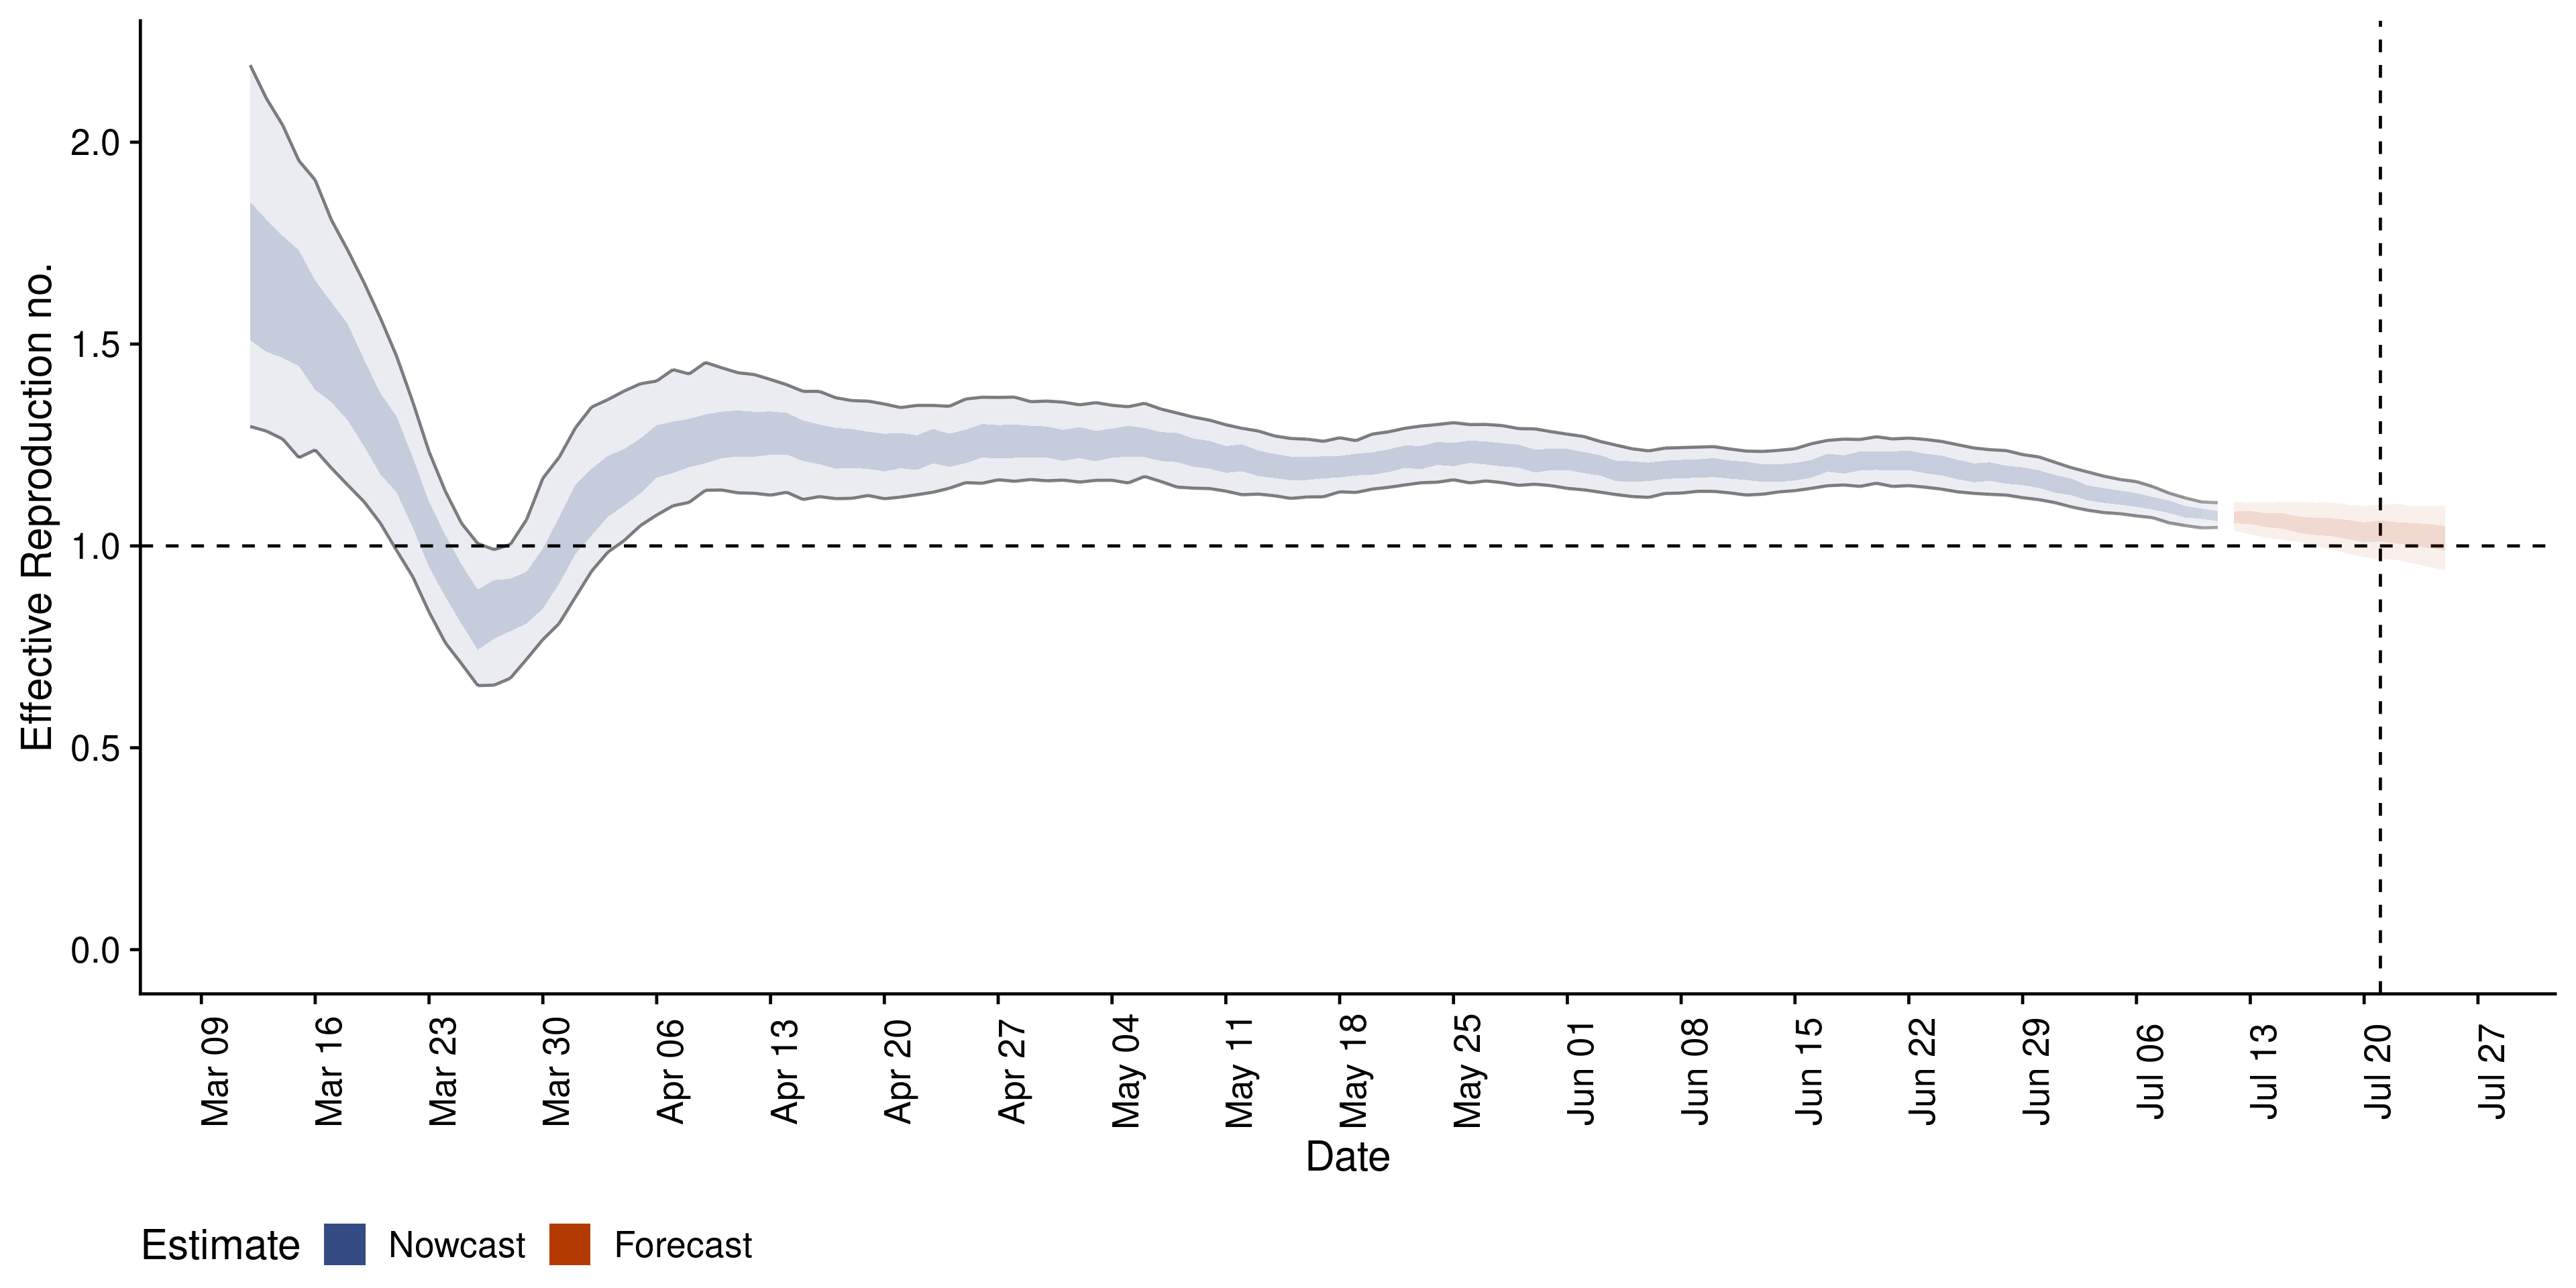 Effective Reproduction no.
2.0
1.5
1.0
0.5
0.0
Mar 09
Mar 16
Mar 23
Mar 30
Apr 06
Apr 13
Apr 20
Apr 27
May 04
May 11
May 18
May 25
Jun 01
Jun 08
Jun 15
Jun 22
Jun 29
Jul 06
Jul 13
Jul 20
Jul 27
Date
Estimate Nowcast Forecast